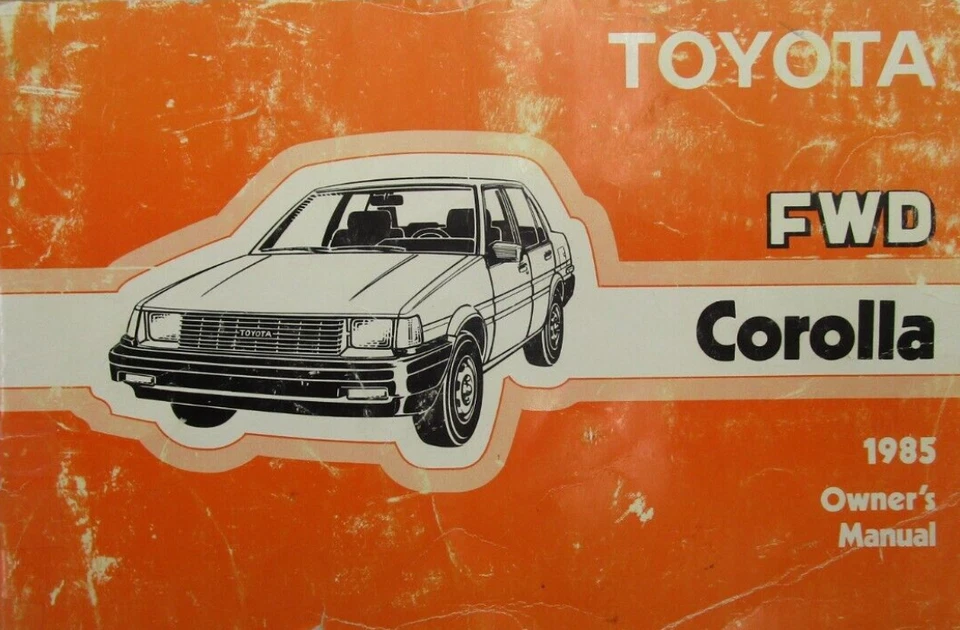 TOYOTA
FWD
Corolla
TOYOTA
1985
Owner's
Manual